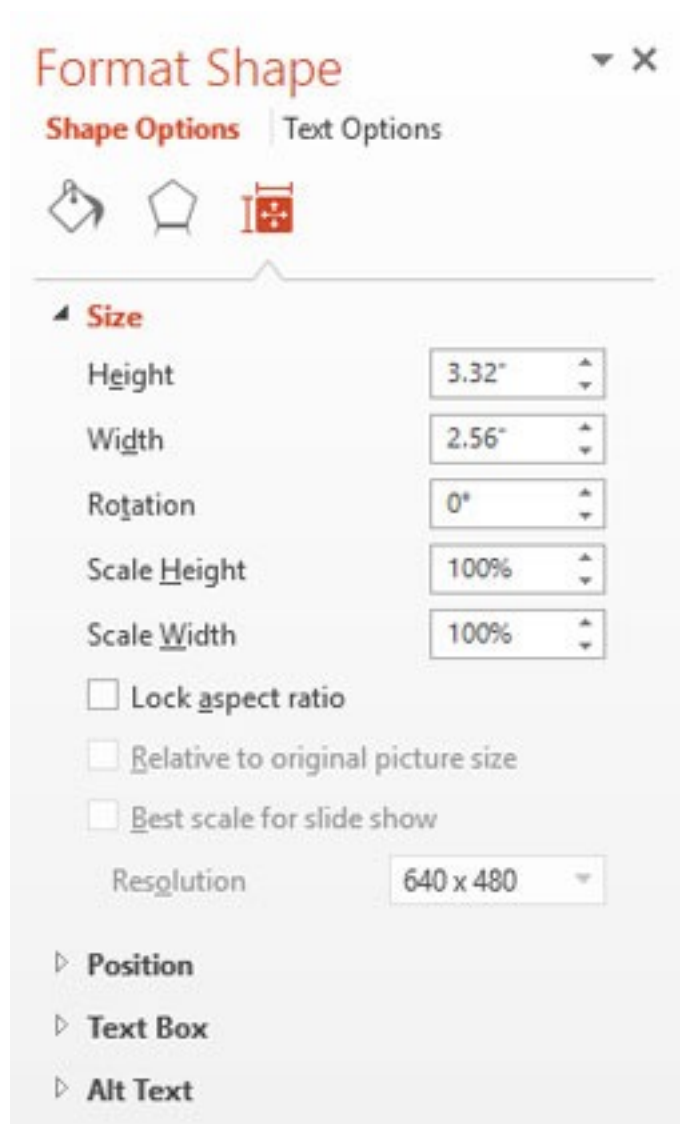 Format Shape
Shape Options Text Options
Size
Height 3.32"
Width 2.56"
Rotation 0°
Scale Height 100%
Scale Width 100%
Lock aspect ratio
Relative to original picture size
Best scale for slide show
Resolution 640 x 480
Position
Text Box
Alt Text